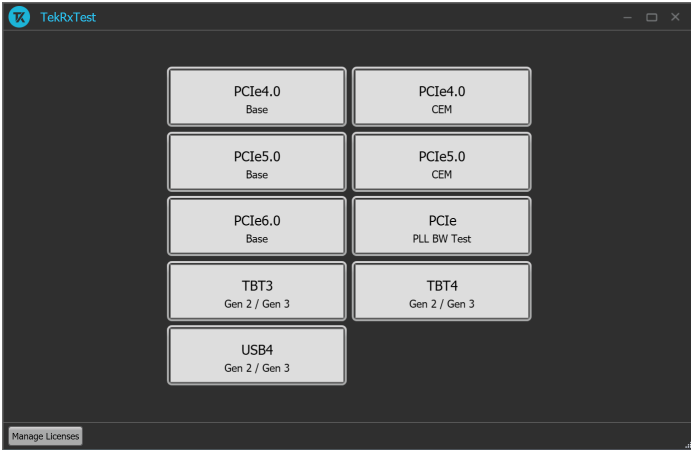 TK
TekRxTest
PCIe4.0
Base
PCIe4.0
CEM
PCIe5.0
Base
PCIe5.0
CEM
PCIe6.0
Base
PCIe
PLL BW Test
TBT3
Gen 2 / Gen 3
TBT4
Gen 2 / Gen 3
USB4
Gen 2 / Gen 3
Manage Licenses